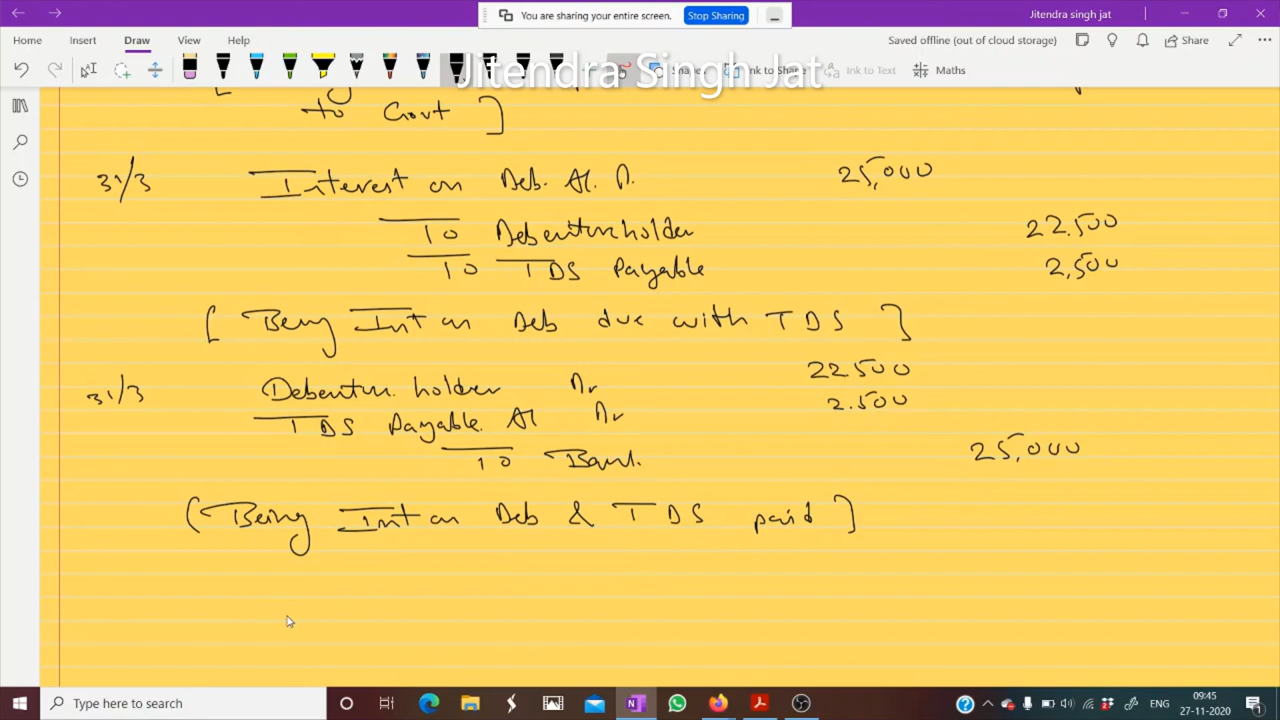 You are sharing your entire screen. Stop Sharing
Jitendra singh jat
Home Insert Draw View Help
Saved offline (out of cloud storage) Share
Shapes Ink to Share Ink to Text Maths
Jitendra Singh Jat
to Govt ]
31/3 Interest on Deb. A/. D. 25,000
To Debentureholder 22,500
To TDS Payable 2,500
[ Being Int on Deb due with TDS ]
31/3 Debenture. holder Dr 22500
TDS Payable A/ Dr 2.500
To Bank. 25,000
( Being Int on Deb & TDS paid ]
Type here to search
ENG
09:45
27-11-2020